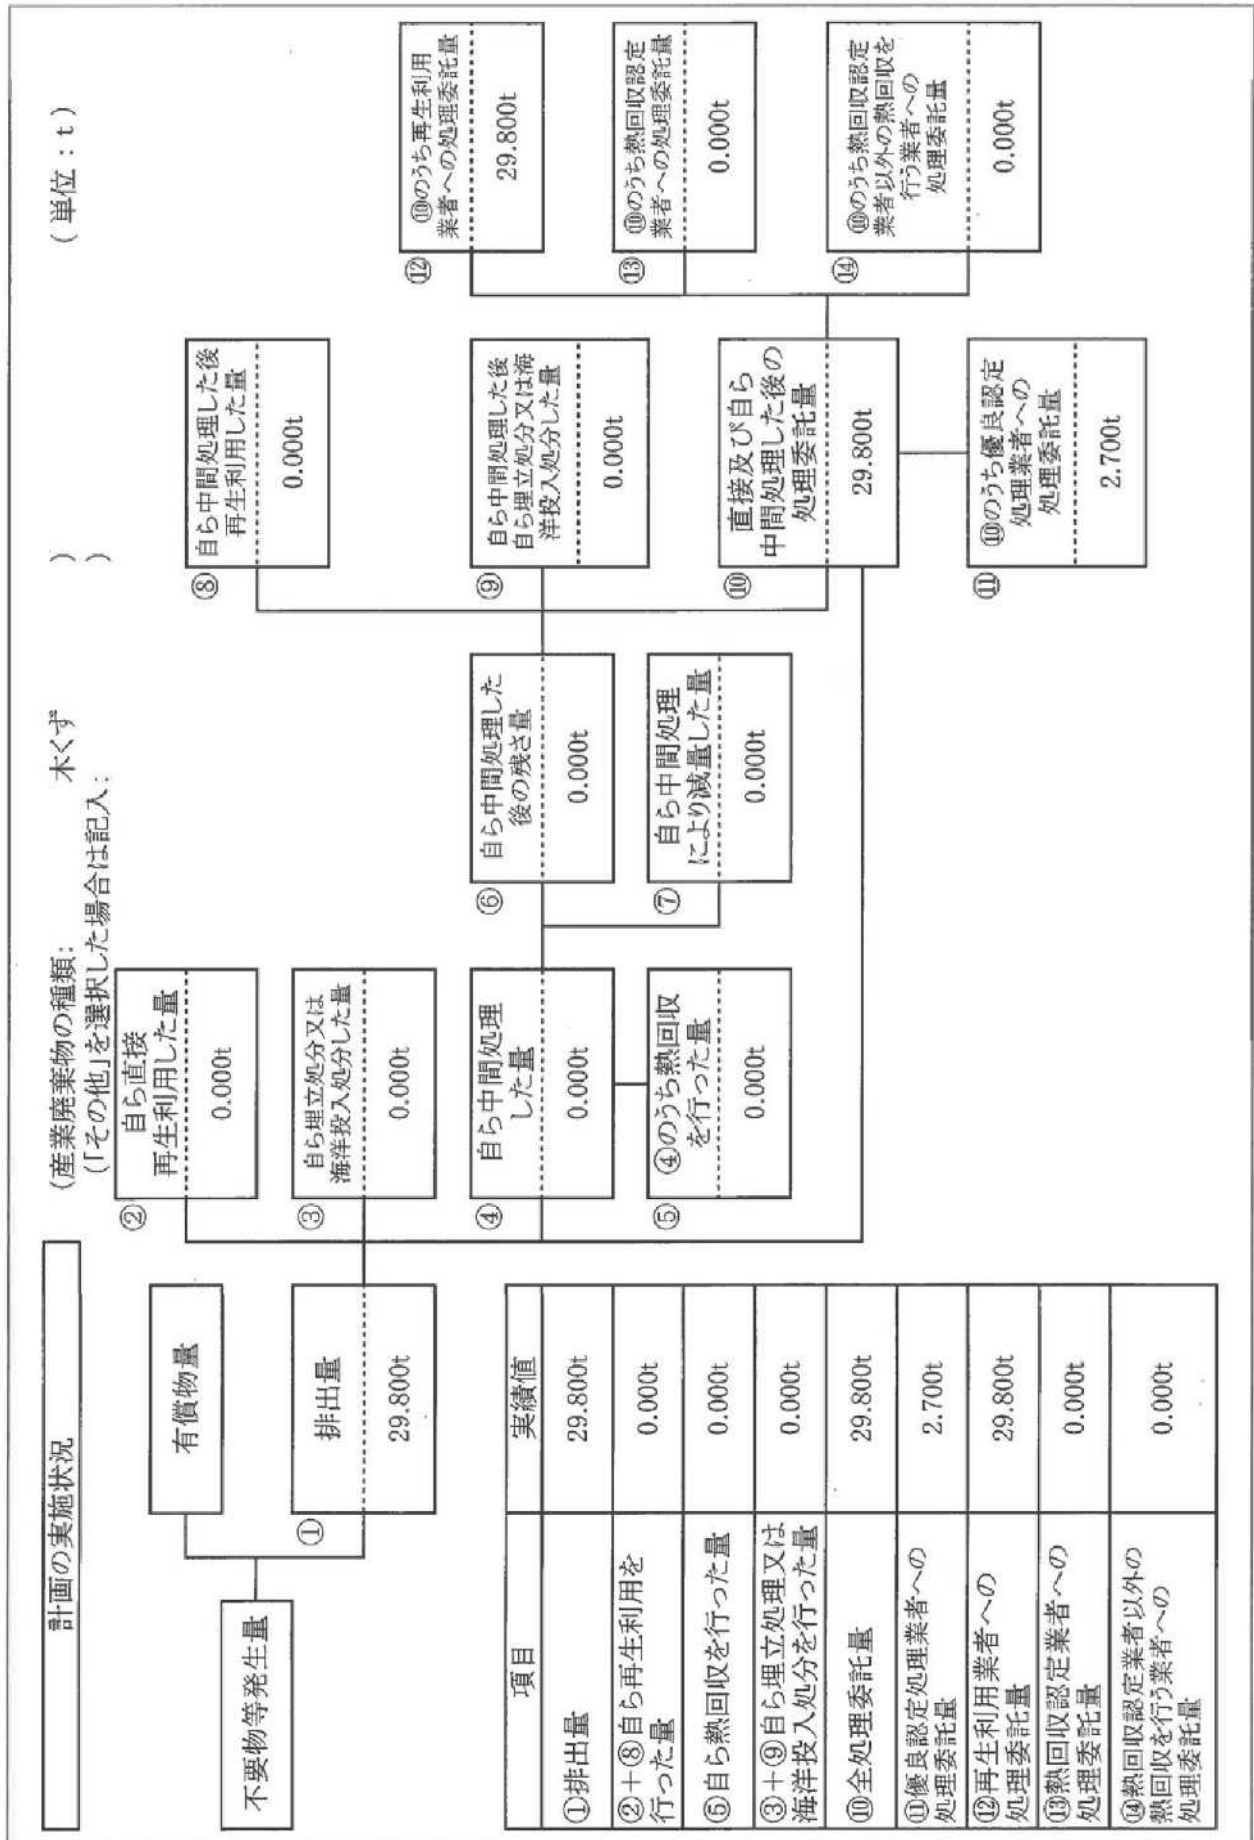 計画の実施状況
(産業廃棄物の種類: 木くず )
(「その他」を選択した場合は記入: )
(単位:t)
不要物等発生量
有償物量
①
排出量
29.800t
②
自ら直接
再生利用した量
0.000t
③
自ら埋立処分又は
海洋投入処分した量
0.000t
④
自ら中間処理
した量
0.000t
⑤
④のうち熱回収
を行った量
0.000t
⑥
自ら中間処理した
後の残さ量
0.000t
⑦
自ら中間処理
により減量した量
0.000t
⑧
自ら中間処理した後
再生利用した量
0.000t
⑨
自ら中間処理した後
自ら埋立処分又は海
洋投入処分した量
0.000t
⑩
直接及び自ら
中間処理した後の
処理委託量
29.800t
⑪
⑩のうち優良認定
処理業者への
処理委託量
2.700t
⑫
⑩のうち再生利用
業者への処理委託量
29.800t
⑬
⑩のうち熱回収認定
業者への処理委託量
0.000t
⑭
⑩のうち熱回収認定
業者以外の熱回収を
行う業者への
処理委託量
0.000t
項目 実績値
①排出量 29.800t
②+⑧自ら再生利用を
行った量 0.000t
⑤自ら熱回収を行った量 0.000t
③+⑨自ら埋立処理又は
海洋投入処分を行った量 0.000t
⑩全処理委託量 29.800t
⑪優良認定処理業者への
処理委託量 2.700t
⑫再生利用業者への
処理委託量 29.800t
⑬熱回収認定業者への
処理委託量 0.000t
⑭熱回収認定業者以外の
熱回収を行う業者への
処理委託量 0.000t